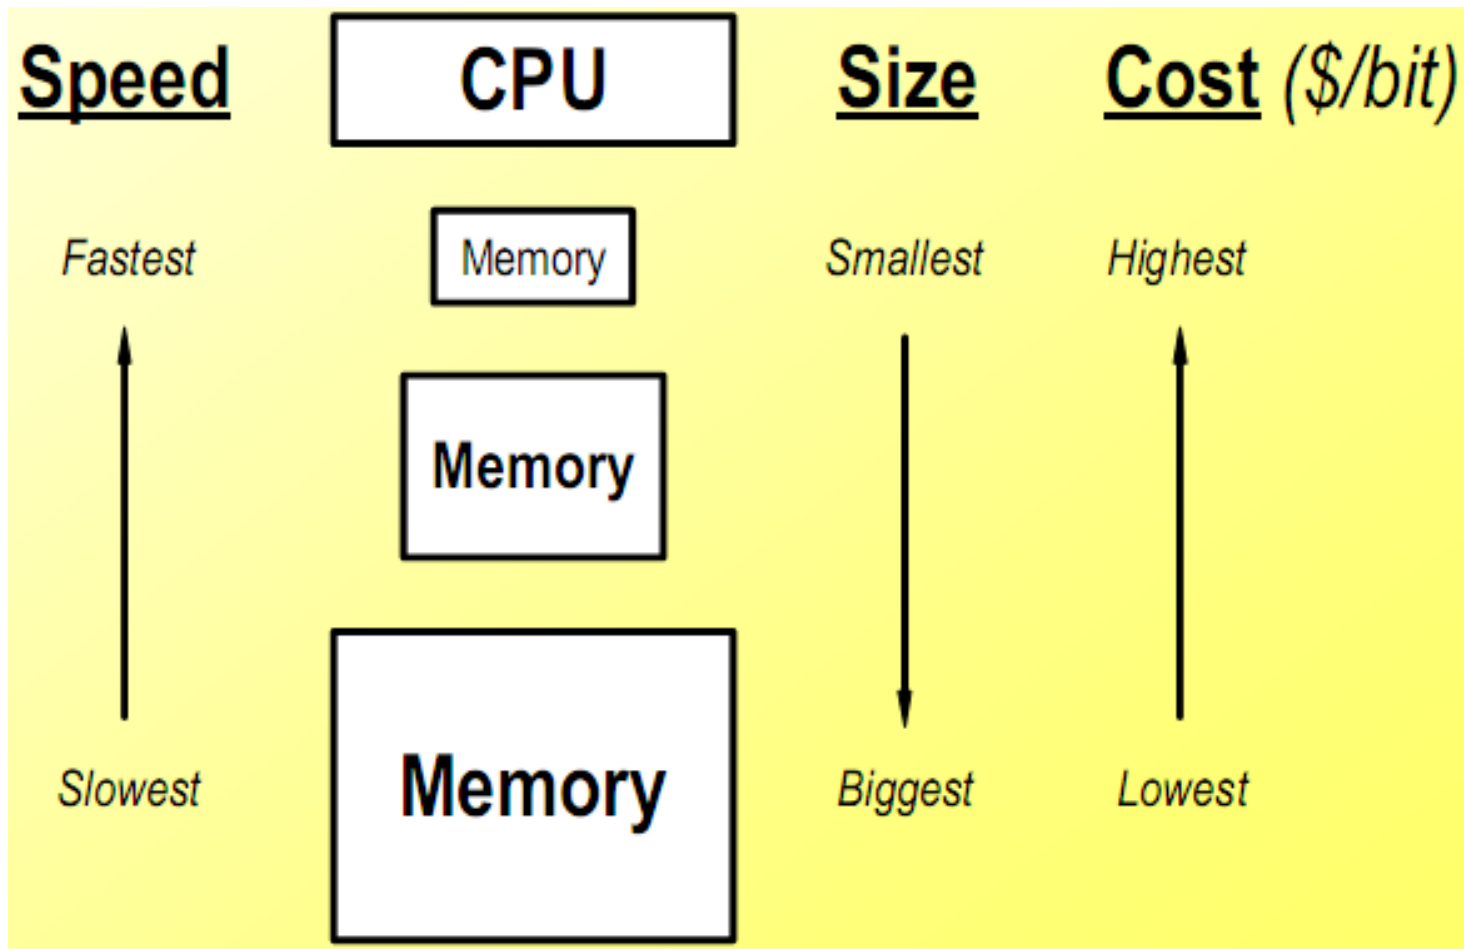 Speed CPU Size Cost ($/bit)
Fastest Memory Smallest Highest
Memory
Slowest Memory Biggest Lowest